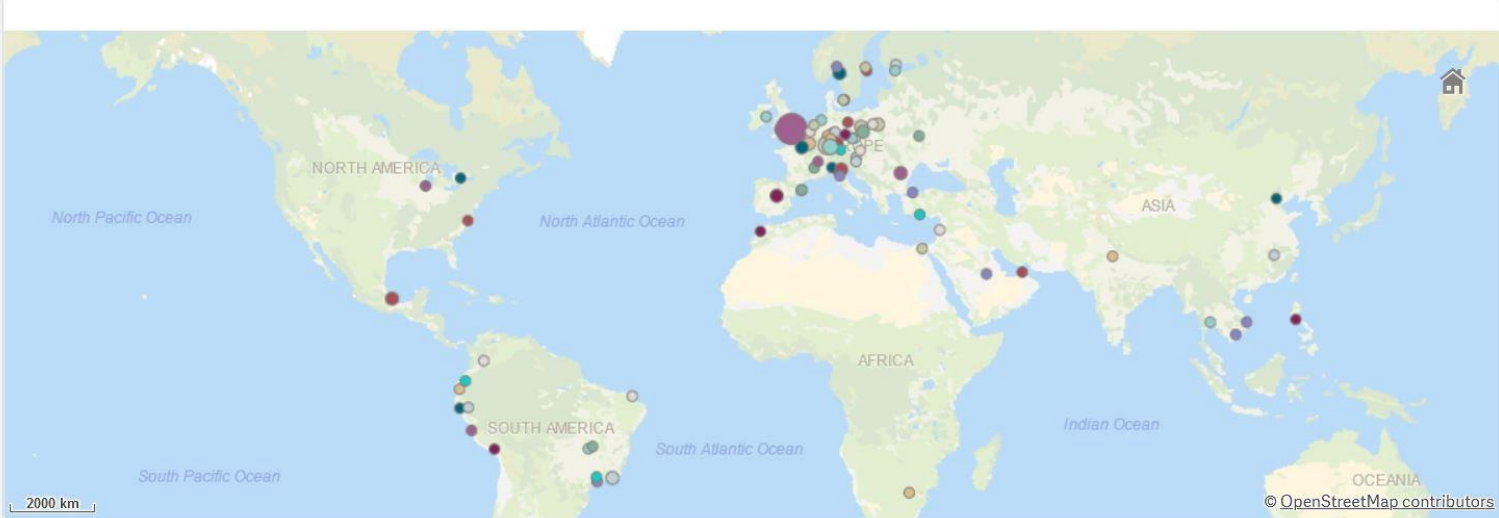 NORTH AMERICA
ASIA
North Pacific Ocean
North Atlantic Ocean
AFRICA
SOUTH AMERICA
Indian Ocean
South Atlantic Ocean
South Pacific Ocean
OCEANIA
2000 km
© OpenStreetMap contributors